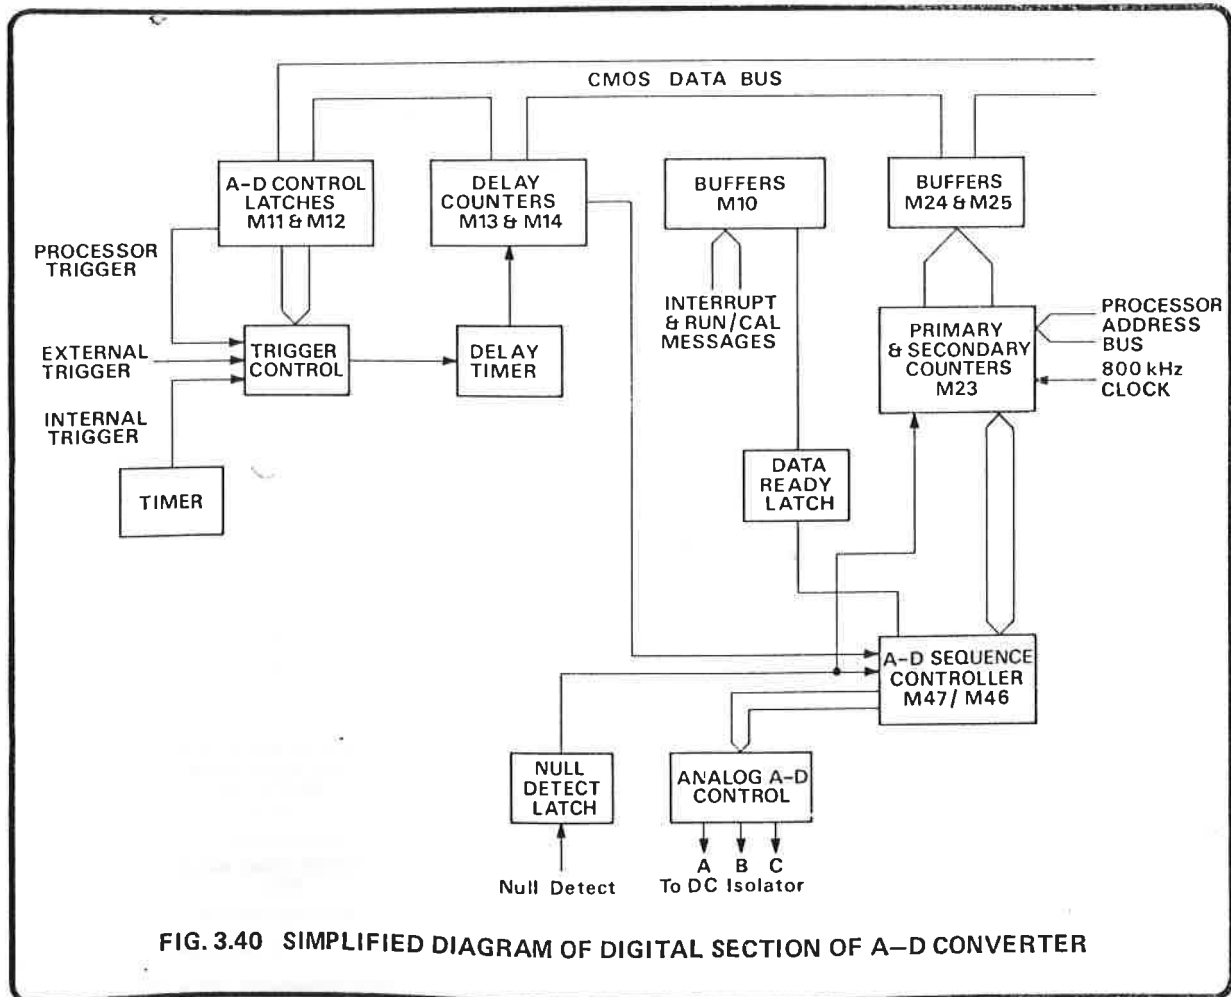 CMOS DATA BUS
A-D CONTROL
LATCHES
M11 & M12
DELAY
COUNTERS
M13 & M14
BUFFERS
M10
BUFFERS
M24 & M25
PROCESSOR
TRIGGER
EXTERNAL
TRIGGER
INTERNAL
TRIGGER
TRIGGER
CONTROL
DELAY
TIMER
INTERRUPT
& RUN/CAL
MESSAGES
PRIMARY
& SECONDARY
COUNTERS
M23
PROCESSOR
ADDRESS
BUS
800 kHz
CLOCK
TIMER
DATA
READY
LATCH
A-D SEQUENCE
CONTROLLER
M47/ M46
NULL
DETECT
LATCH
ANALOG A-D
CONTROL
A B C
Null Detect
To DC Isolator
FIG. 3.40 SIMPLIFIED DIAGRAM OF DIGITAL SECTION OF A-D CONVERTER